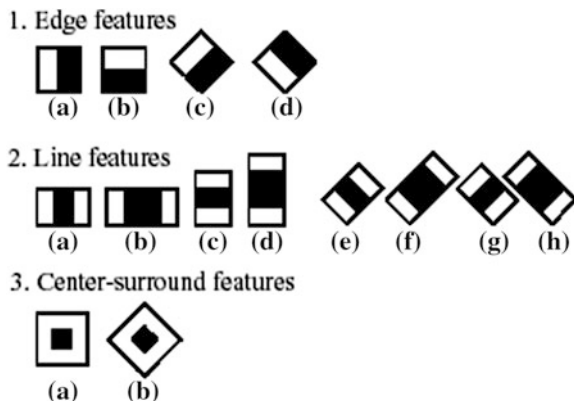 1. Edge features
(a) (b) (c) (d)
2. Line features
(a) (b) (c) (d) (e) (f) (g) (h)
3. Center-surround features
(a) (b)